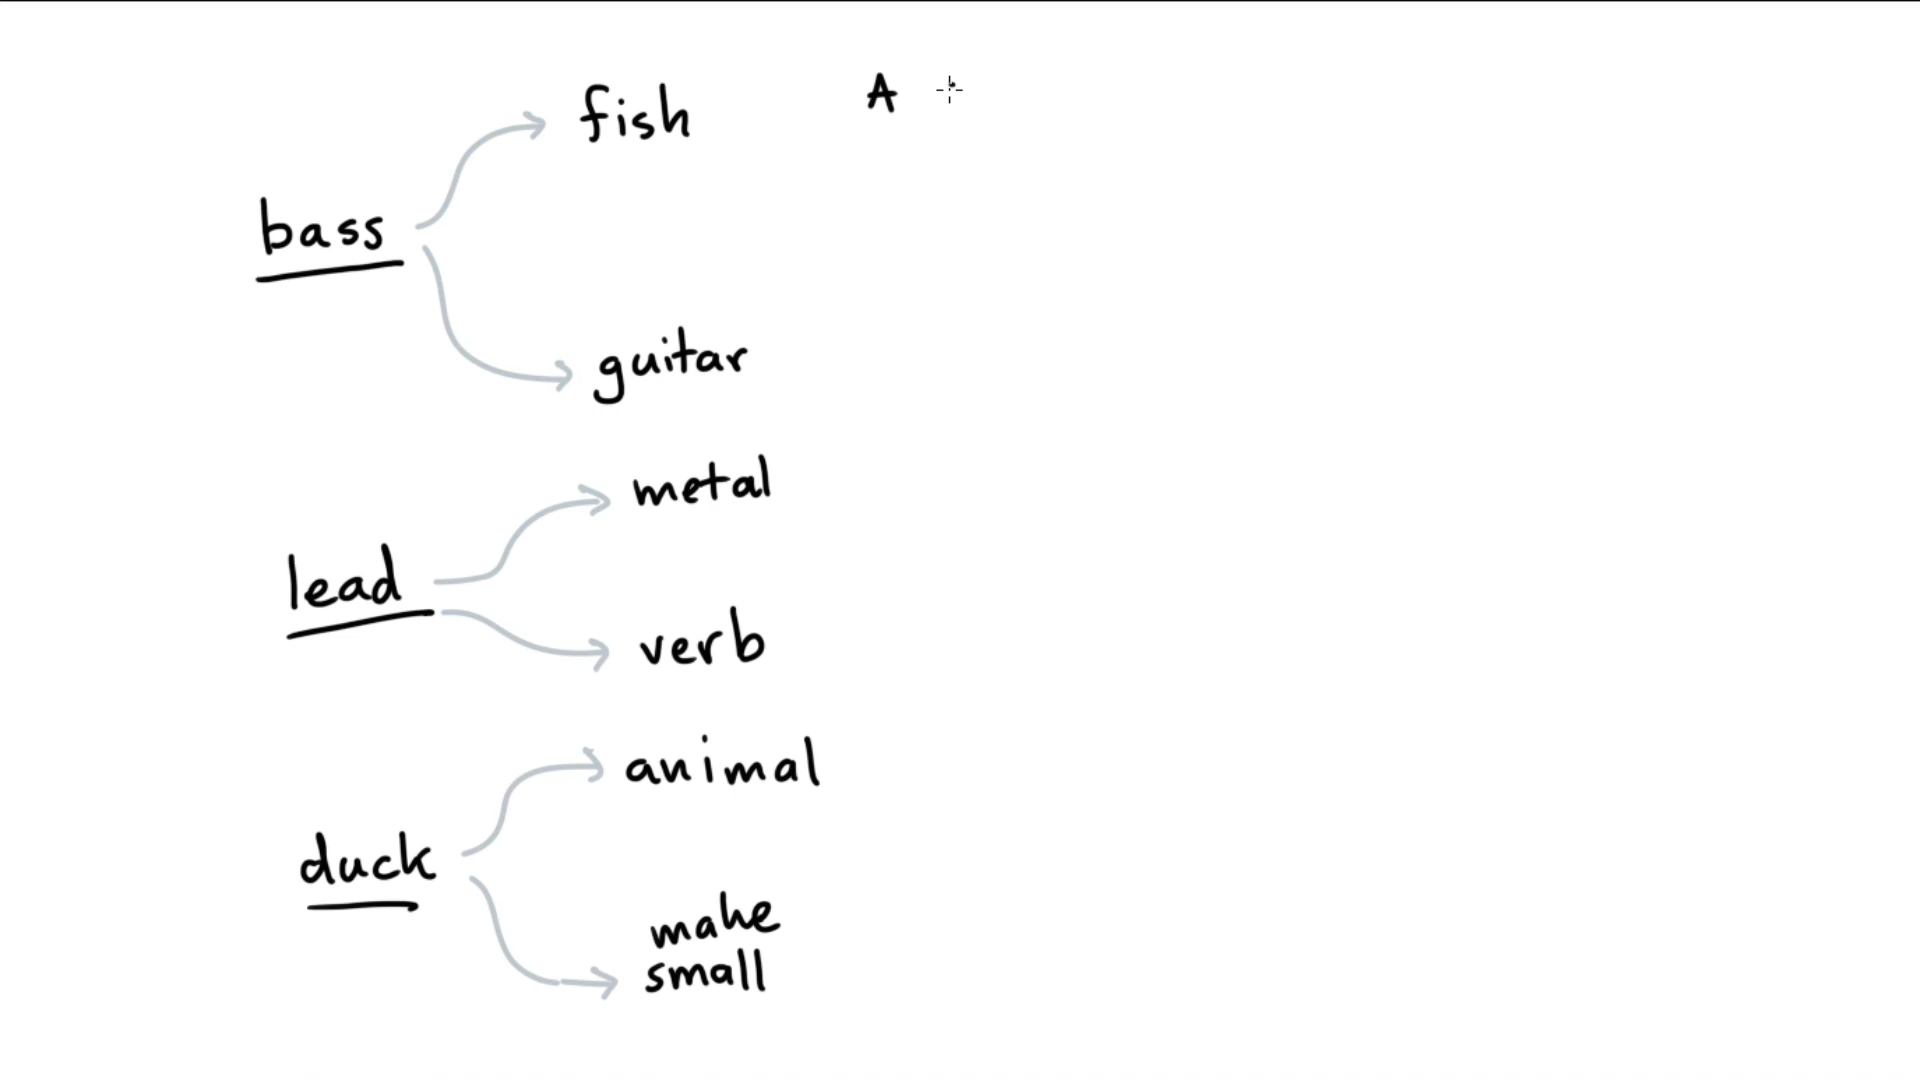 fish A
bass
guitar
metal
lead
verb
animal
duck
make
small